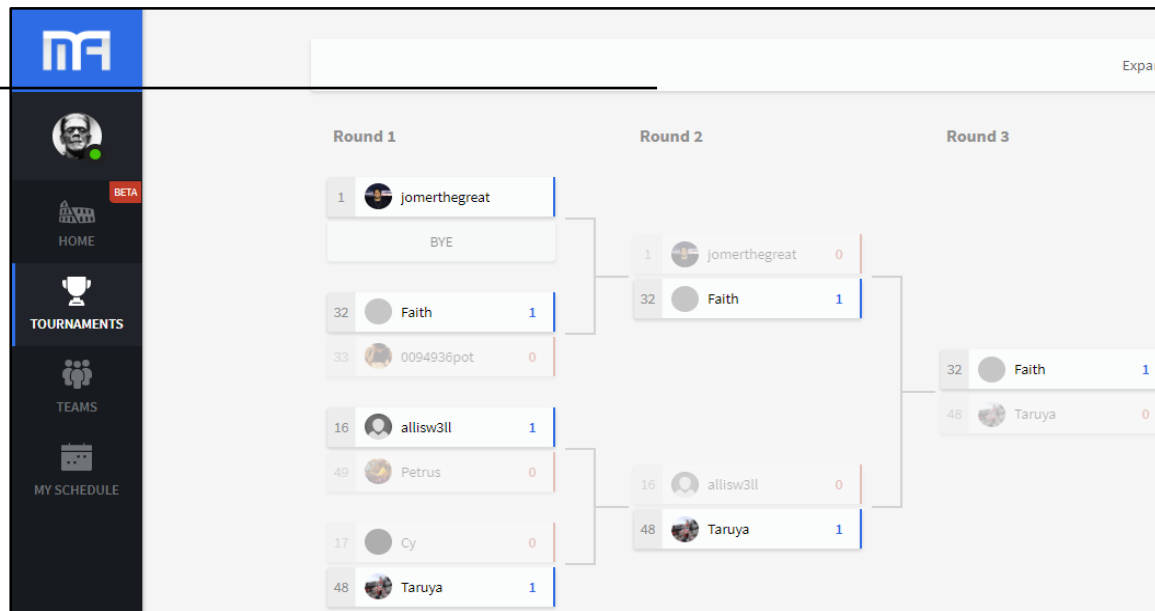 MA
Expan
Round 1
Round 2
Round 3
BETA
HOME
TOURNAMENTS
TEAMS
MY SCHEDULE
1 jomerthegreat
BYE
32 Faith 1
33 0094936pot 0
16 allisw3ll 1
49 Petrus 0
17 Cy 0
48 Taruya 1
1 jomerthegreat 0
32 Faith 1
16 allisw3ll 0
48 Taruya 1
32 Faith 1
48 Taruya 0